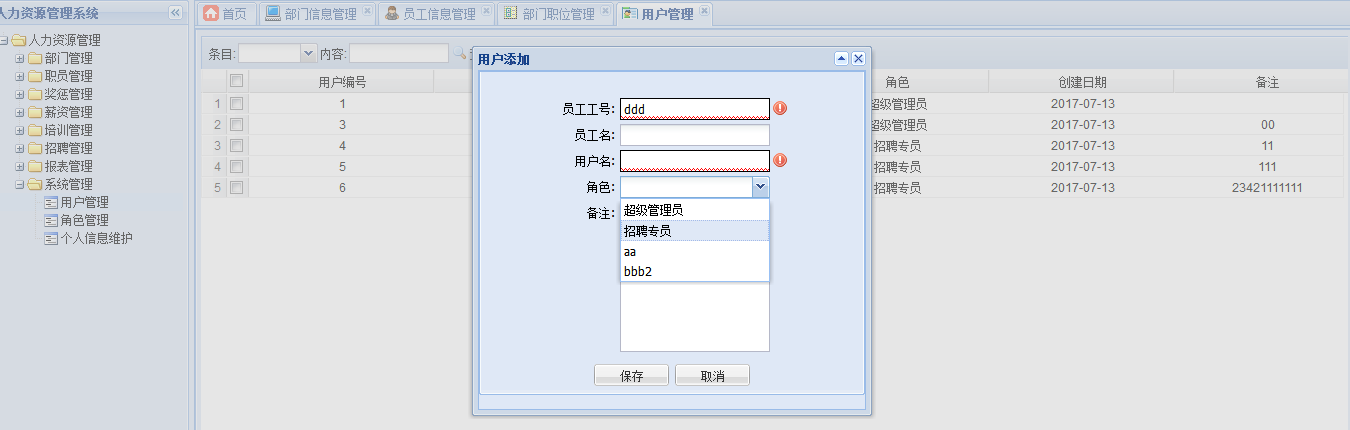 人力资源管理系统
首页 部门信息管理 员工信息管理 部门职位管理 用户管理
人力资源管理
部门管理
职员管理
奖惩管理
薪资管理
培训管理
招聘管理
报表管理
系统管理
用户管理
角色管理
个人信息维护
条目: 内容:
用户编号 角色 创建日期 备注
1 1 超级管理员 2017-07-13
2 3 超级管理员 2017-07-13 00
3 4 招聘专员 2017-07-13 11
4 5 招聘专员 2017-07-13 111
5 6 招聘专员 2017-07-13 23421111111
用户添加
员工工号: ddd
员工名:
用户名:
角色:
备注:
超级管理员
招聘专员
aa
bbb2
保存 取消